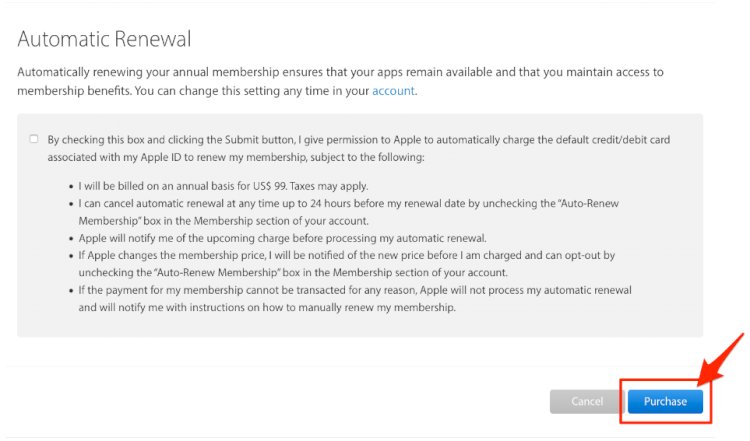 Automatic Renewal
Automatically renewing your annual membership ensures that your apps remain available and that you maintain access to
membership benefits. You can change this setting any time in your account.
By checking this box and clicking the Submit button, I give permission to Apple to automatically charge the default credit/debit card
associated with my Apple ID to renew my membership, subject to the following:
• I will be billed on an annual basis for US$ 99. Taxes may apply.
• I can cancel automatic renewal at any time up to 24 hours before my renewal date by unchecking the “Auto-Renew
Membership” box in the Membership section of your account.
• Apple will notify me of the upcoming charge before processing my automatic renewal.
• If Apple changes the membership price, I will be notified of the new price before I am charged and can opt-out by
unchecking the “Auto-Renew Membership” box in the Membership section of your account.
• If the payment for my membership cannot be transacted for any reason, Apple will not process my automatic renewal
and will notify me with instructions on how to manually renew my membership.
Cancel Purchase